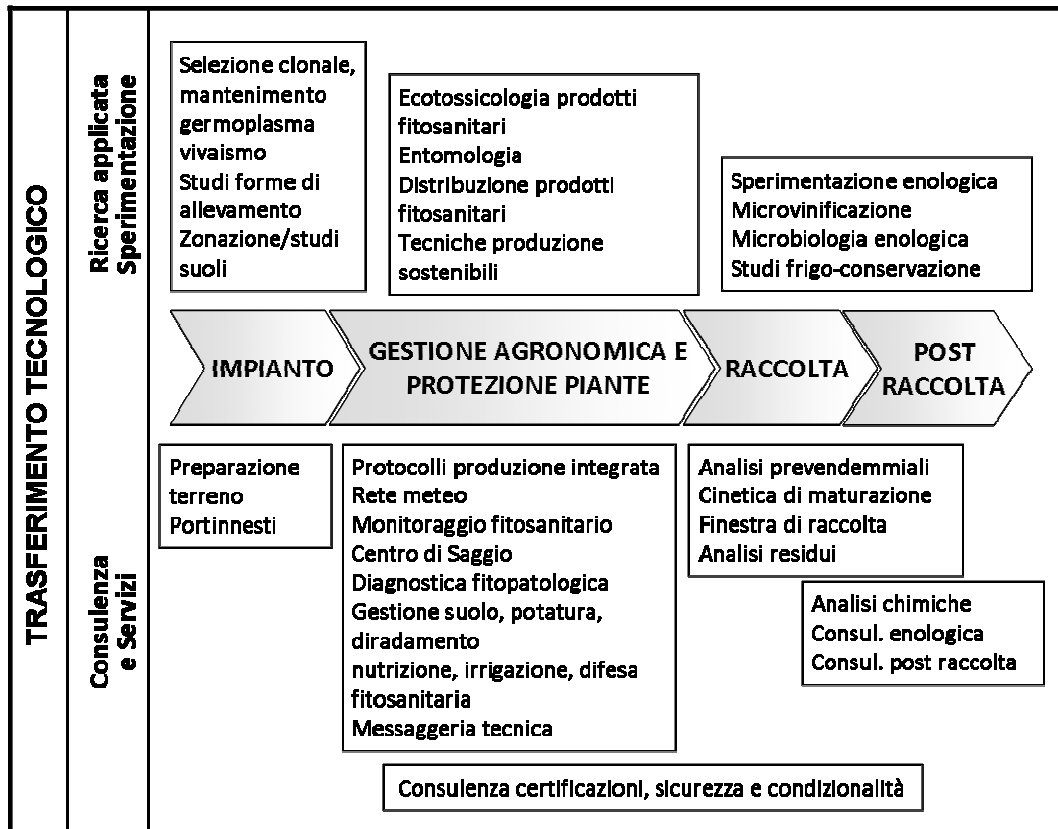 TRASFERIMENTO TECNOLOGICO
Ricerca applicata
Sperimentazione
Selezione clonale,
mantenimento
germoplasma
vivaismo
Studi forme di
allevamento
Zonazione/studi
suoli
Ecotossicologia prodotti
fitosanitari
Entomologia
Distribuzione prodotti
fitosanitari
Tecniche produzione
sostenibili
Sperimentazione enologica
Microvinificazione
Microbiologia enologica
Studi frigo-conservazione
IMPIANTO
GESTIONE AGRONOMICA E
PROTEZIONE PIANTE
RACCOLTA
POST
RACCOLTA
Consulenza
e Servizi
Preparazione
terreno
Portinnesti
Protocolli produzione integrata
Rete meteo
Monitoraggio fitosanitario
Centro di Saggio
Diagnostica fitopatologica
Gestione suolo, potatura,
diradamento
nutrizione, irrigazione, difesa
fitosanitaria
Messaggeria tecnica
Analisi prevendemmiali
Cinetica di maturazione
Finestra di raccolta
Analisi residui
Analisi chimiche
Consul. enologica
Consul. post raccolta
Consulenza certificazioni, sicurezza e condizionalità